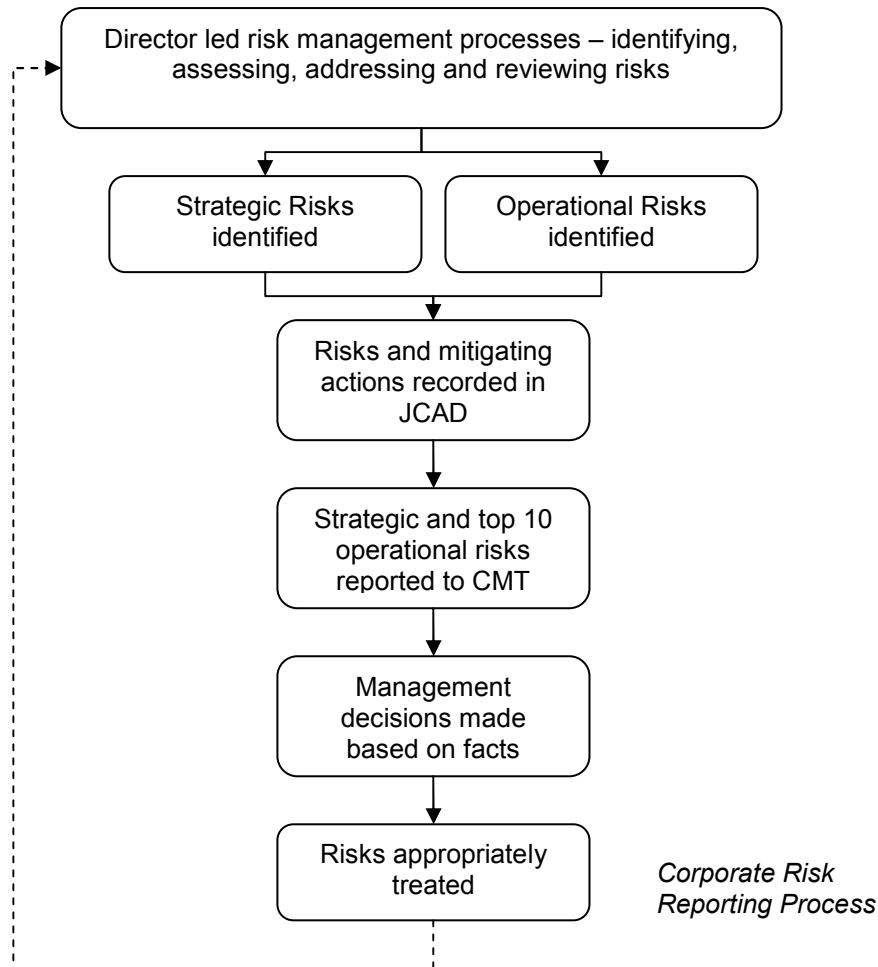 Director led risk management processes – identifying,
assessing, addressing and reviewing risks
Strategic Risks
identified
Operational Risks
identified
Risks and mitigating
actions recorded in
JCAD
Strategic and top 10
operational risks
reported to CMT
Management
decisions made
based on facts
Risks appropriately
treated
Corporate Risk
Reporting Process